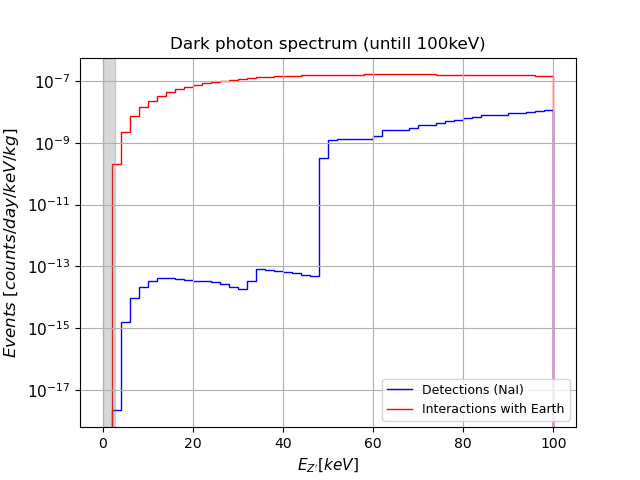 Dark photon spectrum (untill 100keV)
Events [counts/day/keV/kg]
10⁻⁷
10⁻⁹
10⁻¹¹
10⁻¹³
10⁻¹⁵
10⁻¹⁷
Detections (NaI)
Interactions with Earth
0 20 40 60 80 100
E_{Z'}[keV]